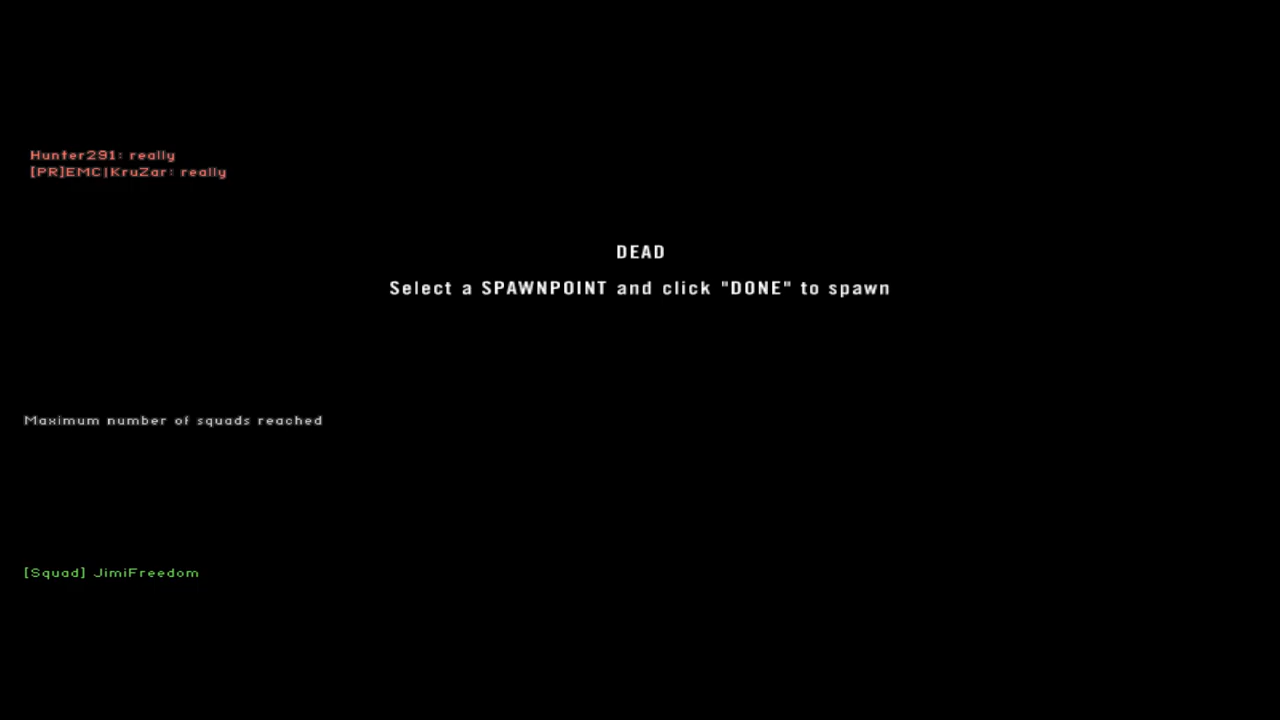 Hunter291: really
[PR]EMC|KruZar: really
DEAD
Select a SPAWNPOINT and click "DONE" to spawn
Maximum number of squads reached
[Squad] JimiFreedom